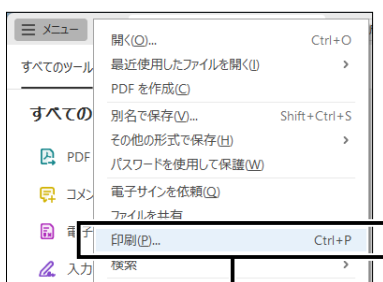 メニュー
開く(O)... Ctrl+O
すべてのツール
最近使用したファイルを開く(I) >
PDF を作成(C)
すべての
別名で保存(V)... Shift+Ctrl+S
その他の形式で保存(H) >
PDF
パスワードを使用して保護(W)
コメン
電子サインを依頼(Q)
ファイルを共有
電子
印刷(P)... Ctrl+P
入力
検索 >